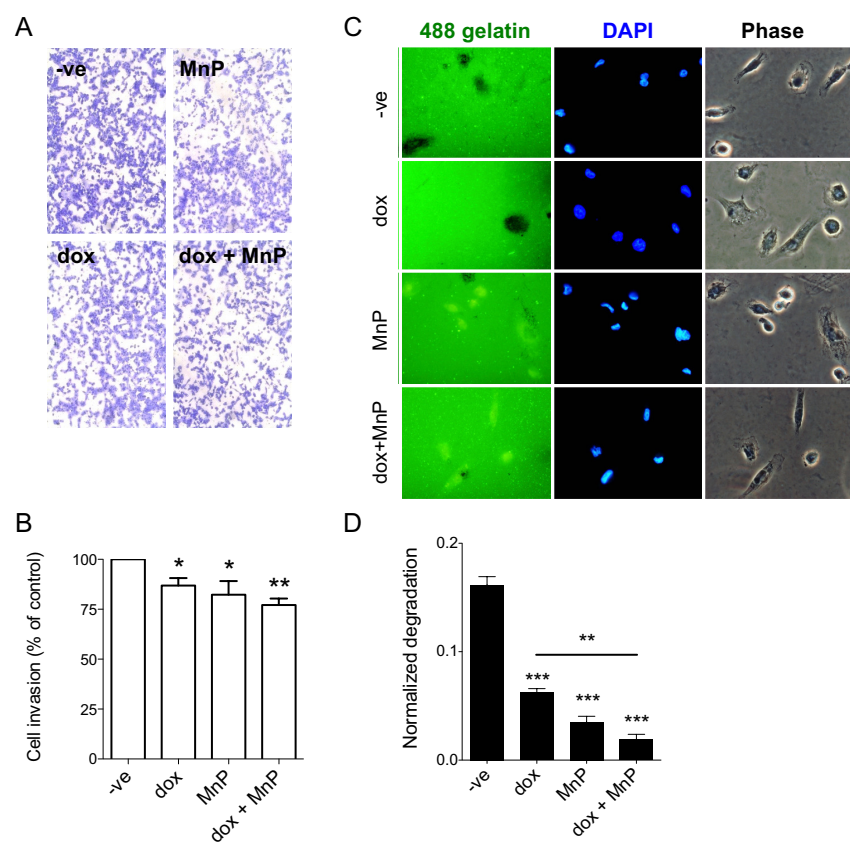 A
-ve
MnP
dox
dox + MnP
B
Cell invasion (% of control)
100
75
50
25
0
*
*
**
-ve
dox
MnP
dox + MnP
C
488 gelatin
DAPI
Phase
-ve
dox
MnP
dox+MnP
D
Normalized degradation
0.2
0.1
0.0
**
***
***
***
-ve
dox
MnP
dox + MnP